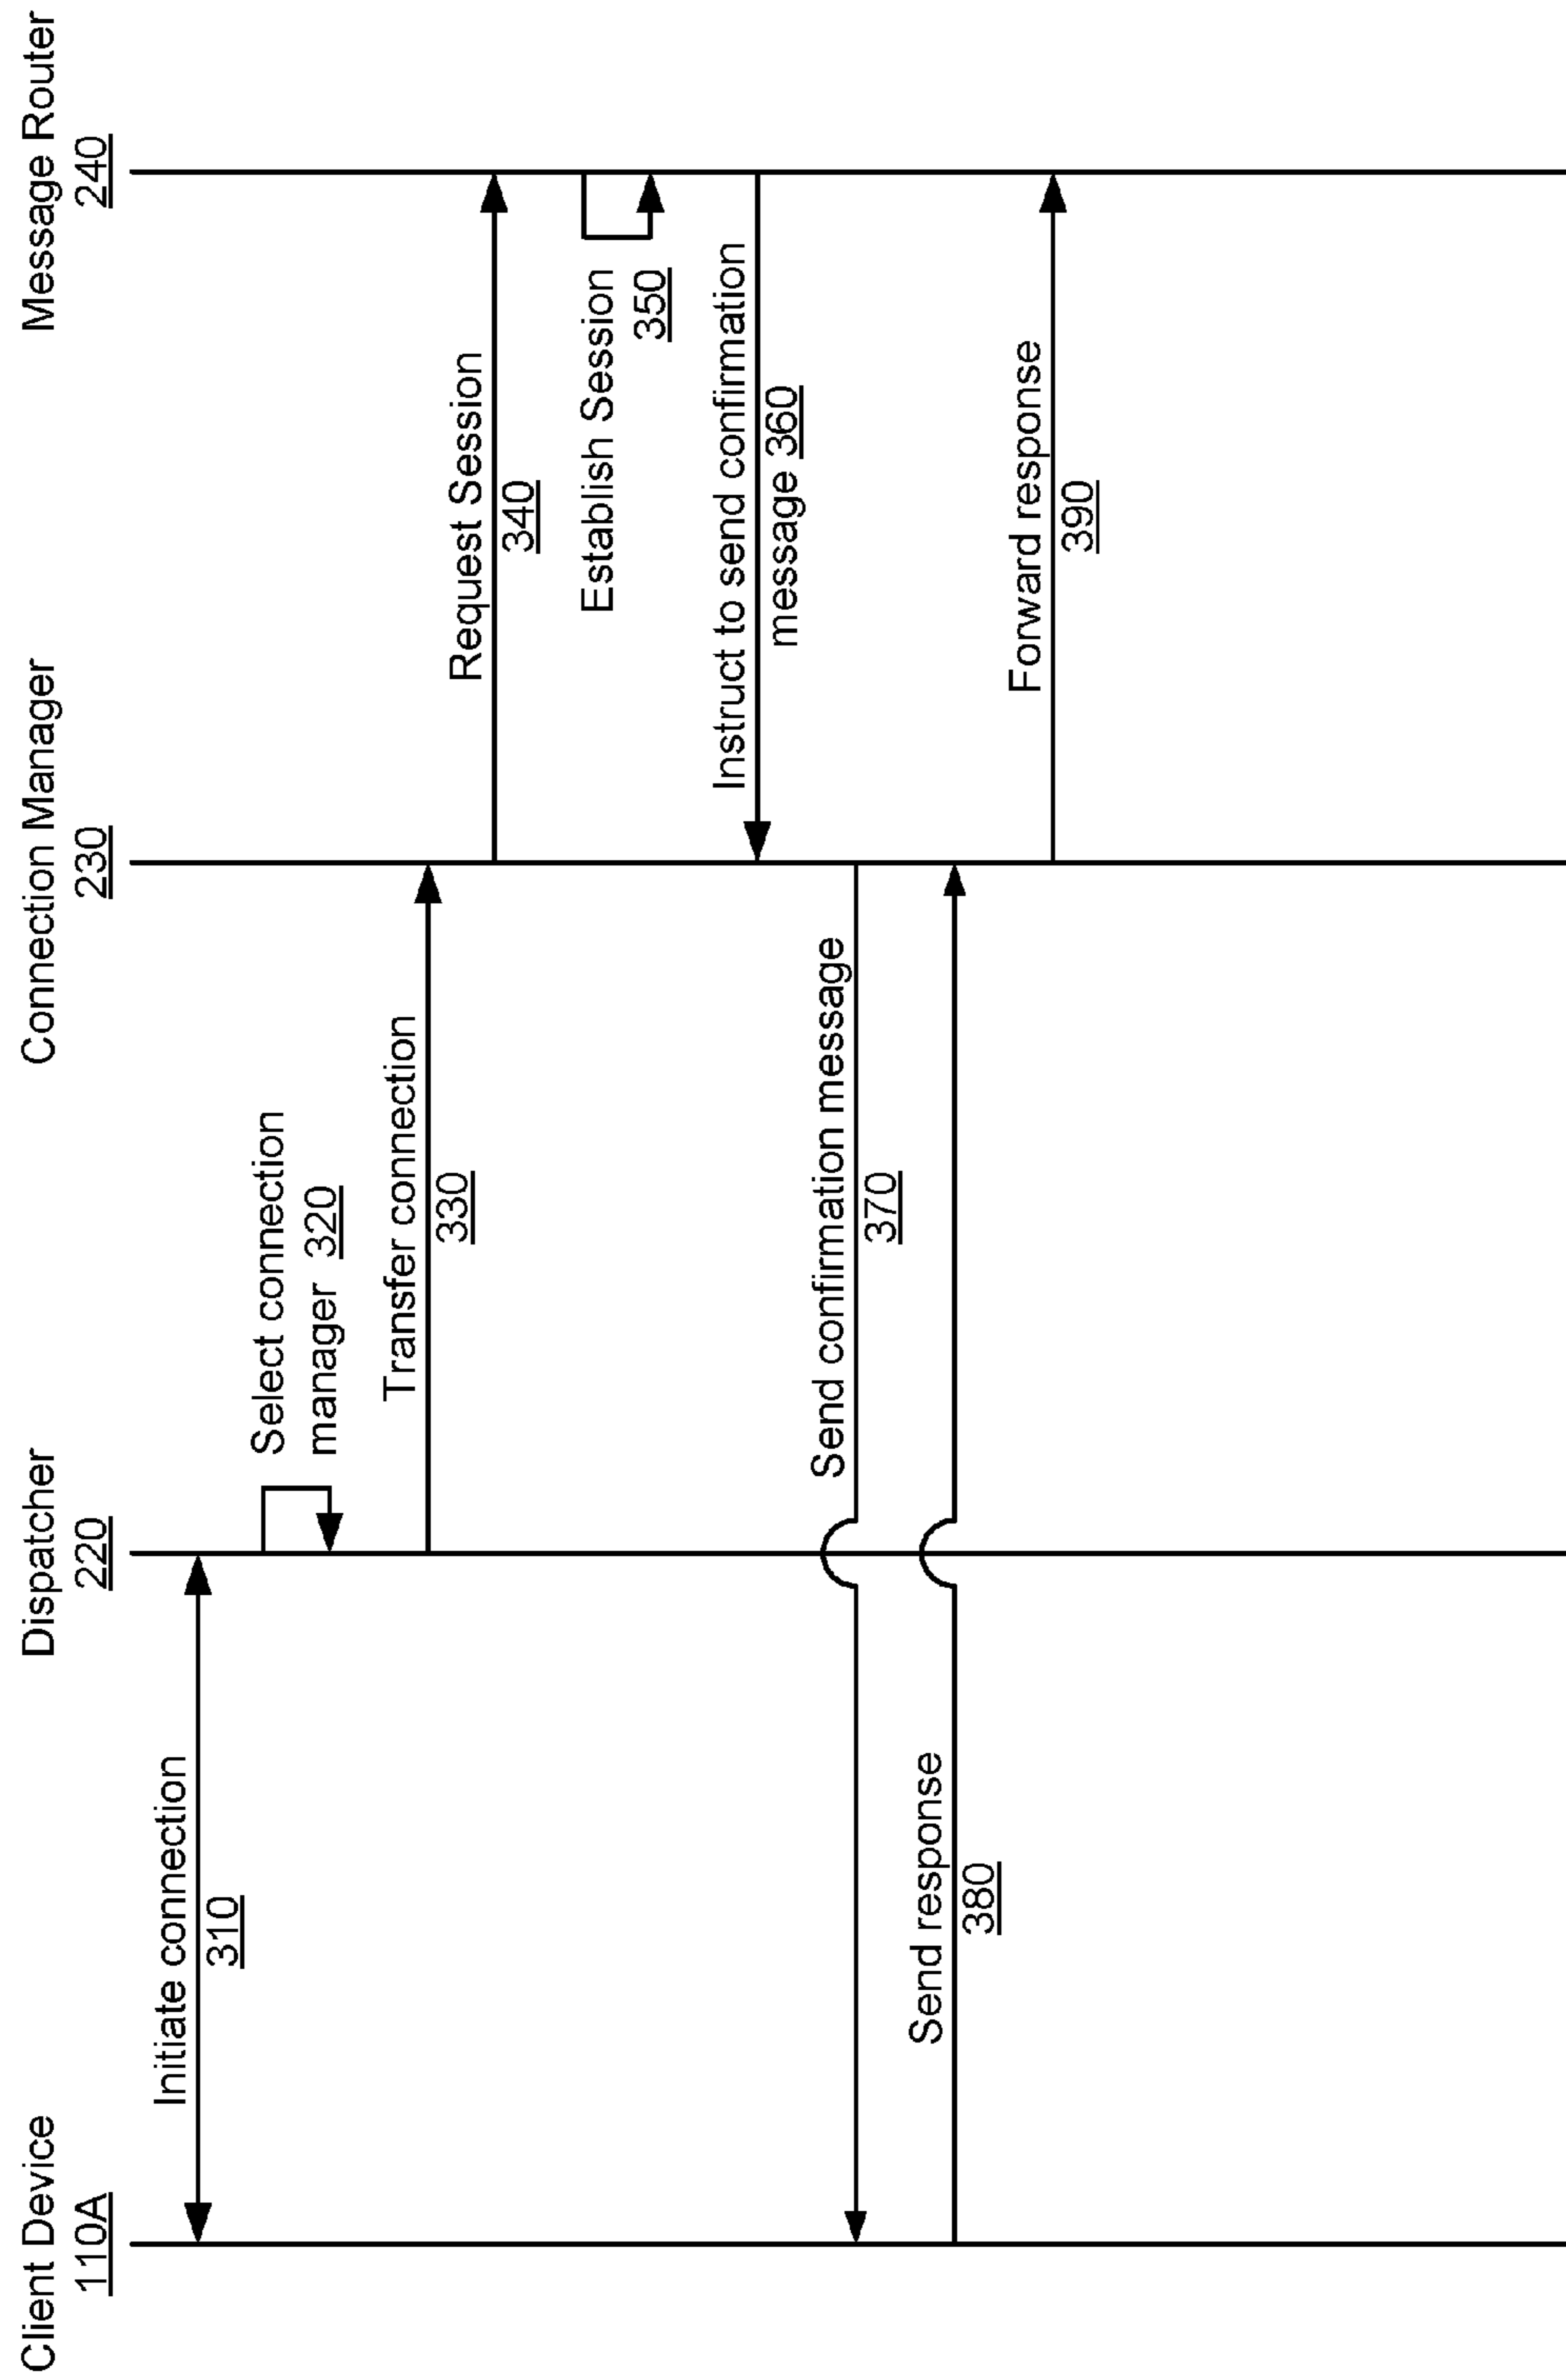 Client Device
110A
Dispatcher
220
Connection Manager
230
Message Router
240
Initiate connection
310
Select connection
manager 320
Transfer connection
330
Request Session
340
Establish Session
350
Instruct to send confirmation
message 360
Send confirmation message
370
Send response
380
Forward response
390